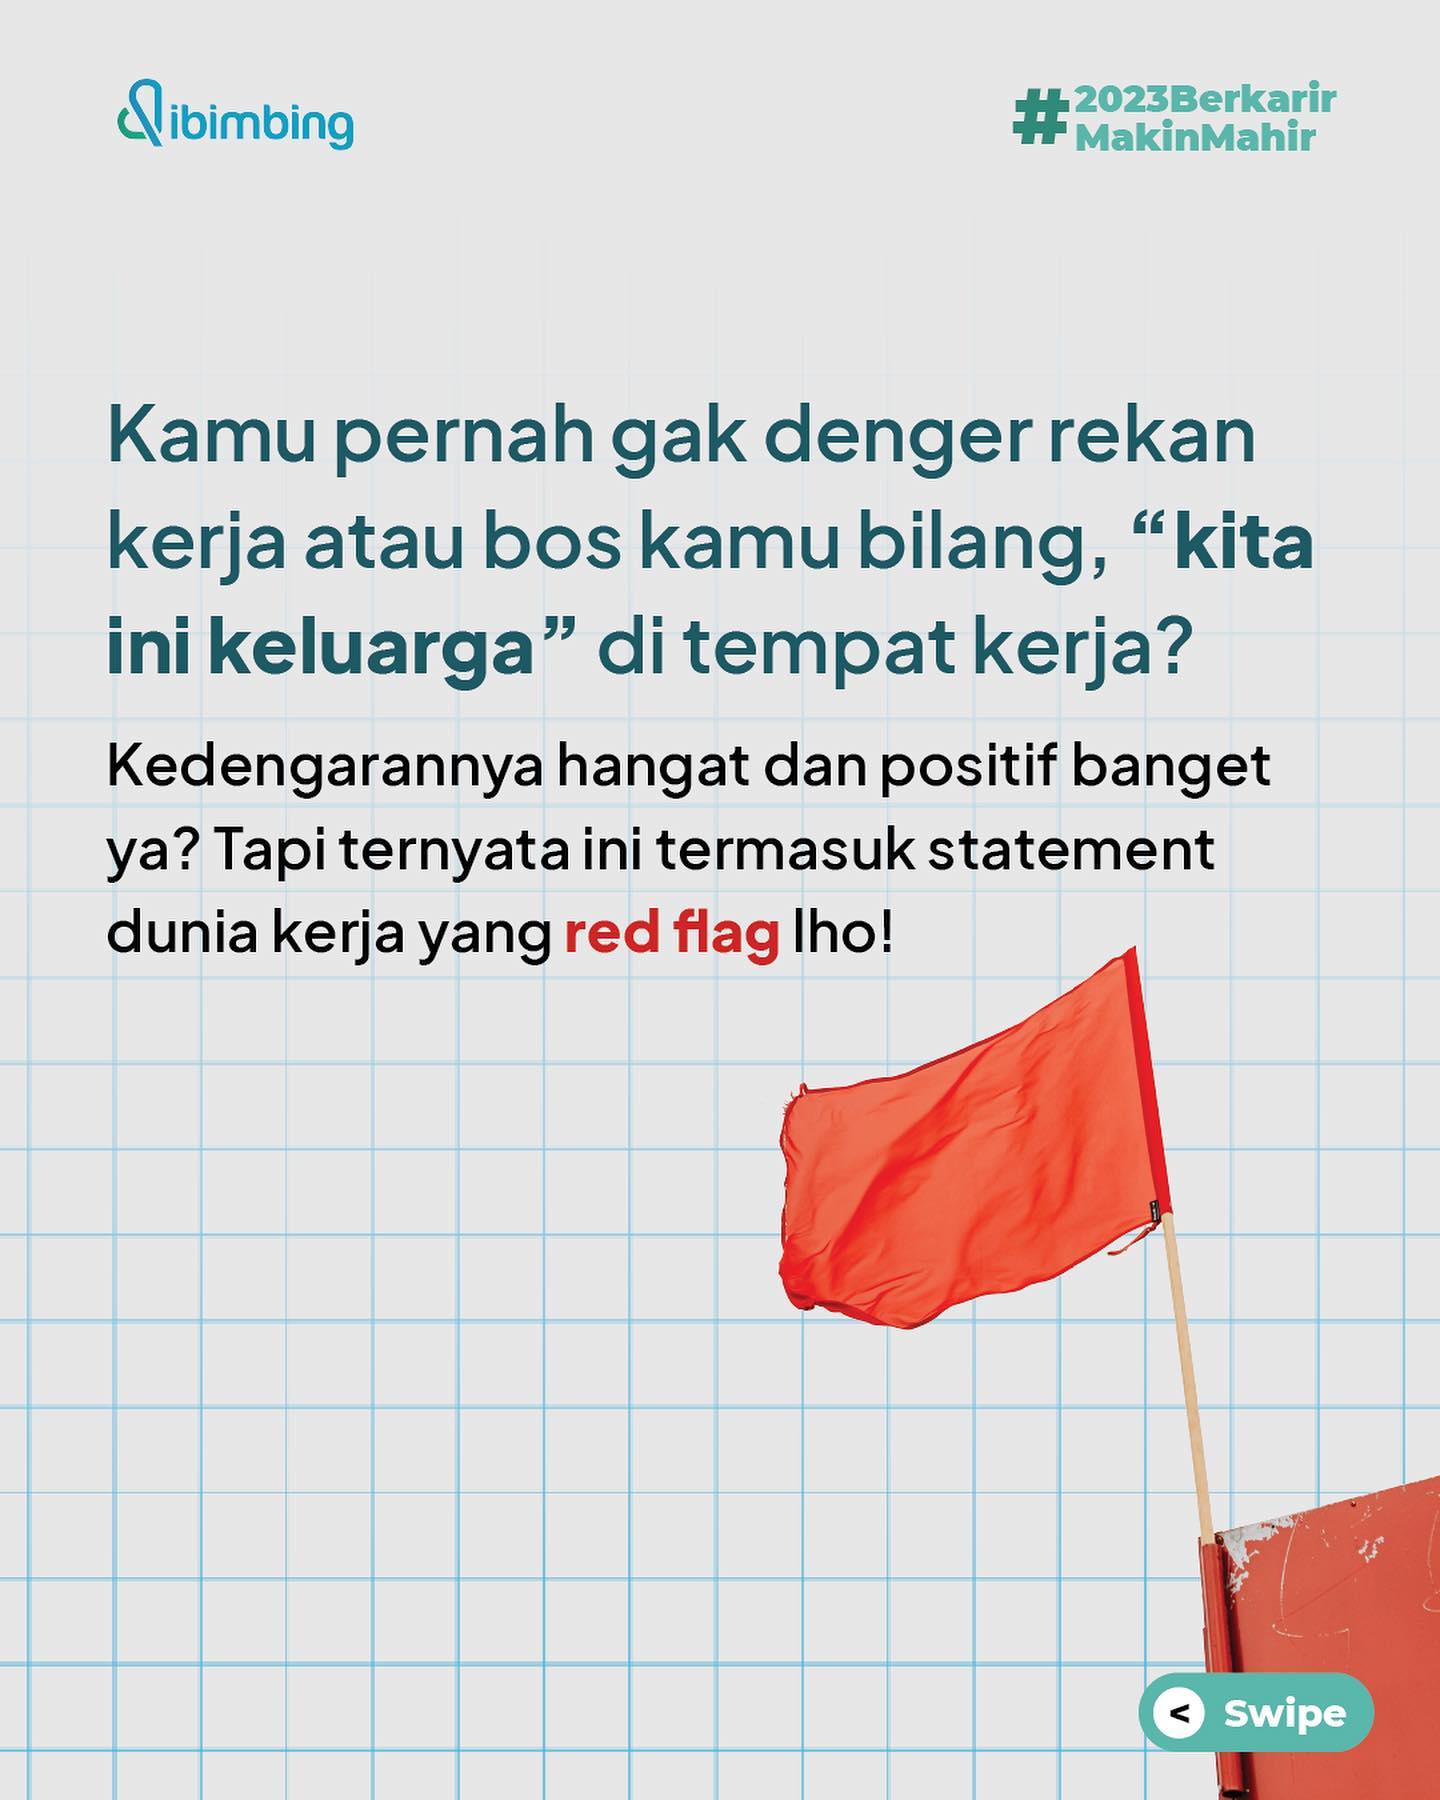 ibimbing
#2023Berkarir
MakinMahir
Kamu pernah gak denger rekan
kerja atau bos kamu bilang, “kita
ini keluarga” di tempat kerja?
Kedengarannya hangat dan positif banget
ya? Tapi ternyata ini termasuk statement
dunia kerja yang red flag lho!
< Swipe